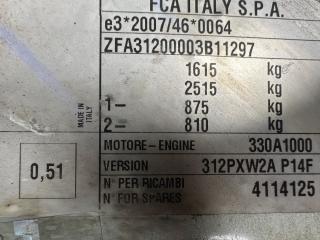 FCA ITALY S.P.A.
e3*2007/46*0064
ZFA31200003B11297
1615 kg
2515 kg
1- 875 kg
2- 810 kg
MADE IN ITALY
MOTORE-ENGINE 330A1000
VERSION 312PXW2A P14F
0,51
N° PER RICAMBI
N° FOR SPARES 4114125